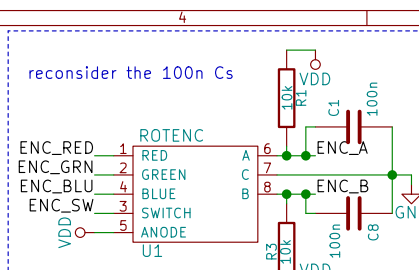 4
reconsider the 100n Cs
VDD
10k
R1
C1
100n
ROTENC
ENC_RED 1 RED A 6 ENC_A
ENC_GRN 2 GREEN C 7
ENC_BLU 4 BLUE B 8 ENC_B
ENC_SW 3 SWITCH
VDD 5 ANODE
U1
GN
R3
10k
100n
C8
VDD